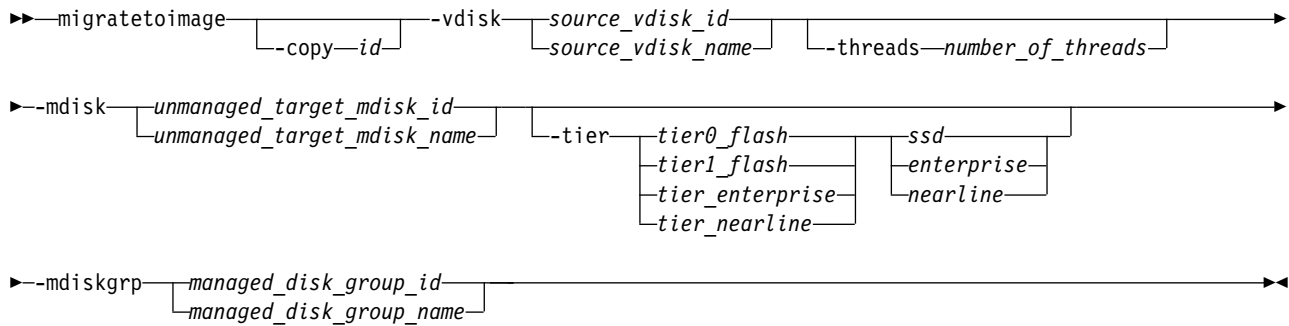 migratetoimage -copy id -vdisk source_vdisk_id -threads number_of_threads
source_vdisk_name
-mdisk unmanaged_target_mdisk_id -tier tier0_flash ssd
unmanaged_target_mdisk_name tier1_flash enterprise
tier_enterprise nearline
tier_nearline
-mdiskgrp managed_disk_group_id
managed_disk_group_name